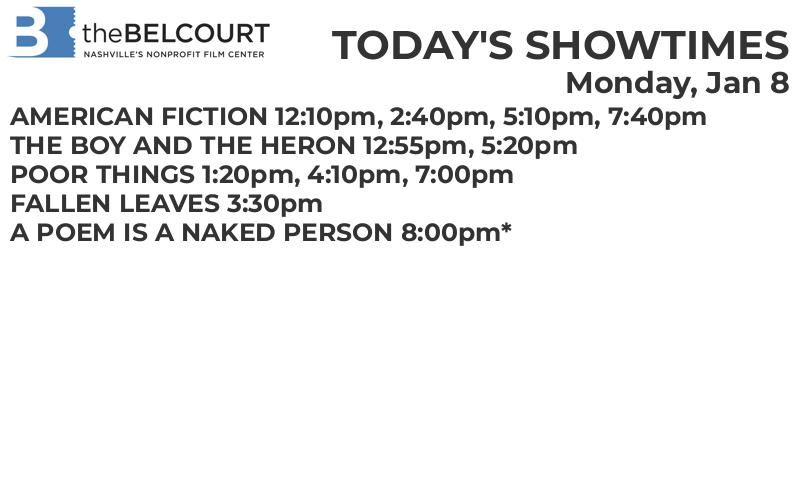 B theBELCOURT
NASHVILLE'S NONPROFIT FILM CENTER
TODAY'S SHOWTIMES
Monday, Jan 8
AMERICAN FICTION 12:10pm, 2:40pm, 5:10pm, 7:40pm
THE BOY AND THE HERON 12:55pm, 5:20pm
POOR THINGS 1:20pm, 4:10pm, 7:00pm
FALLEN LEAVES 3:30pm
A POEM IS A NAKED PERSON 8:00pm*